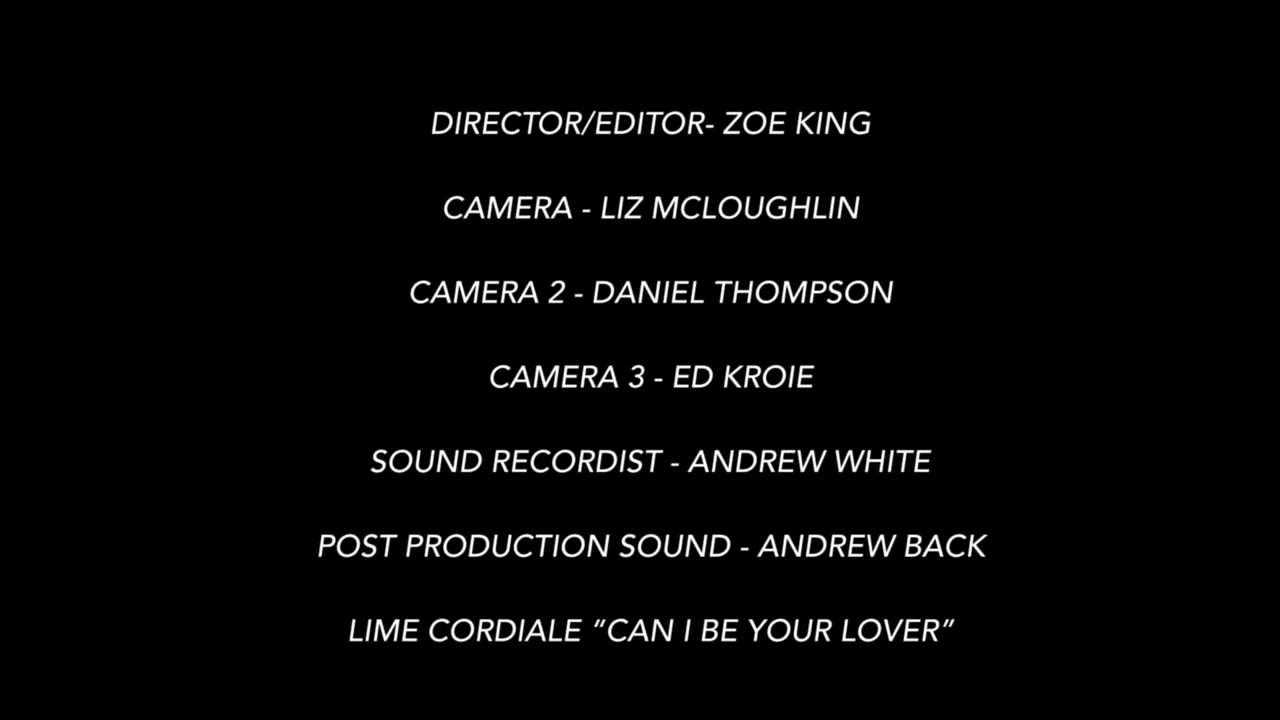 DIRECTOR/EDITOR- ZOE KING
CAMERA - LIZ MCLOUGHLIN
CAMERA 2 - DANIEL THOMPSON
CAMERA 3 - ED KROIE
SOUND RECORDIST - ANDREW WHITE
POST PRODUCTION SOUND - ANDREW BACK
LIME CORDIALE “CAN I BE YOUR LOVER”